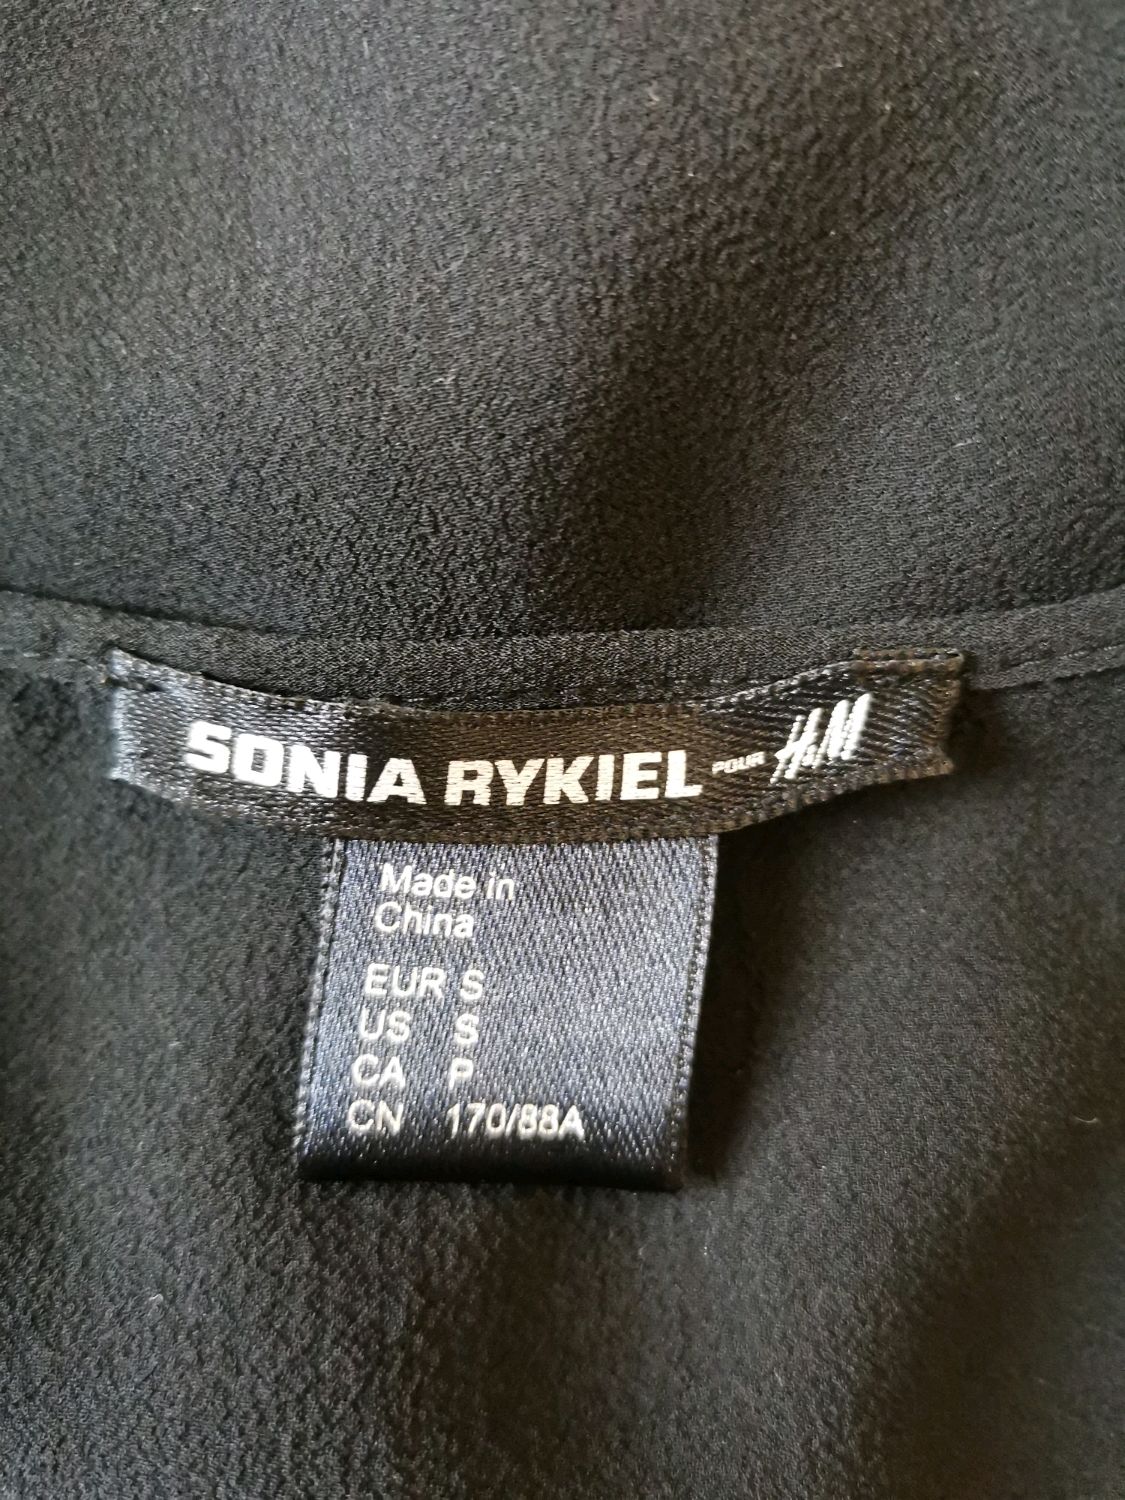 SONIA RYKIEL POUR H&M
Made in
China
EUR S
US S
CA P
CN 170/88A